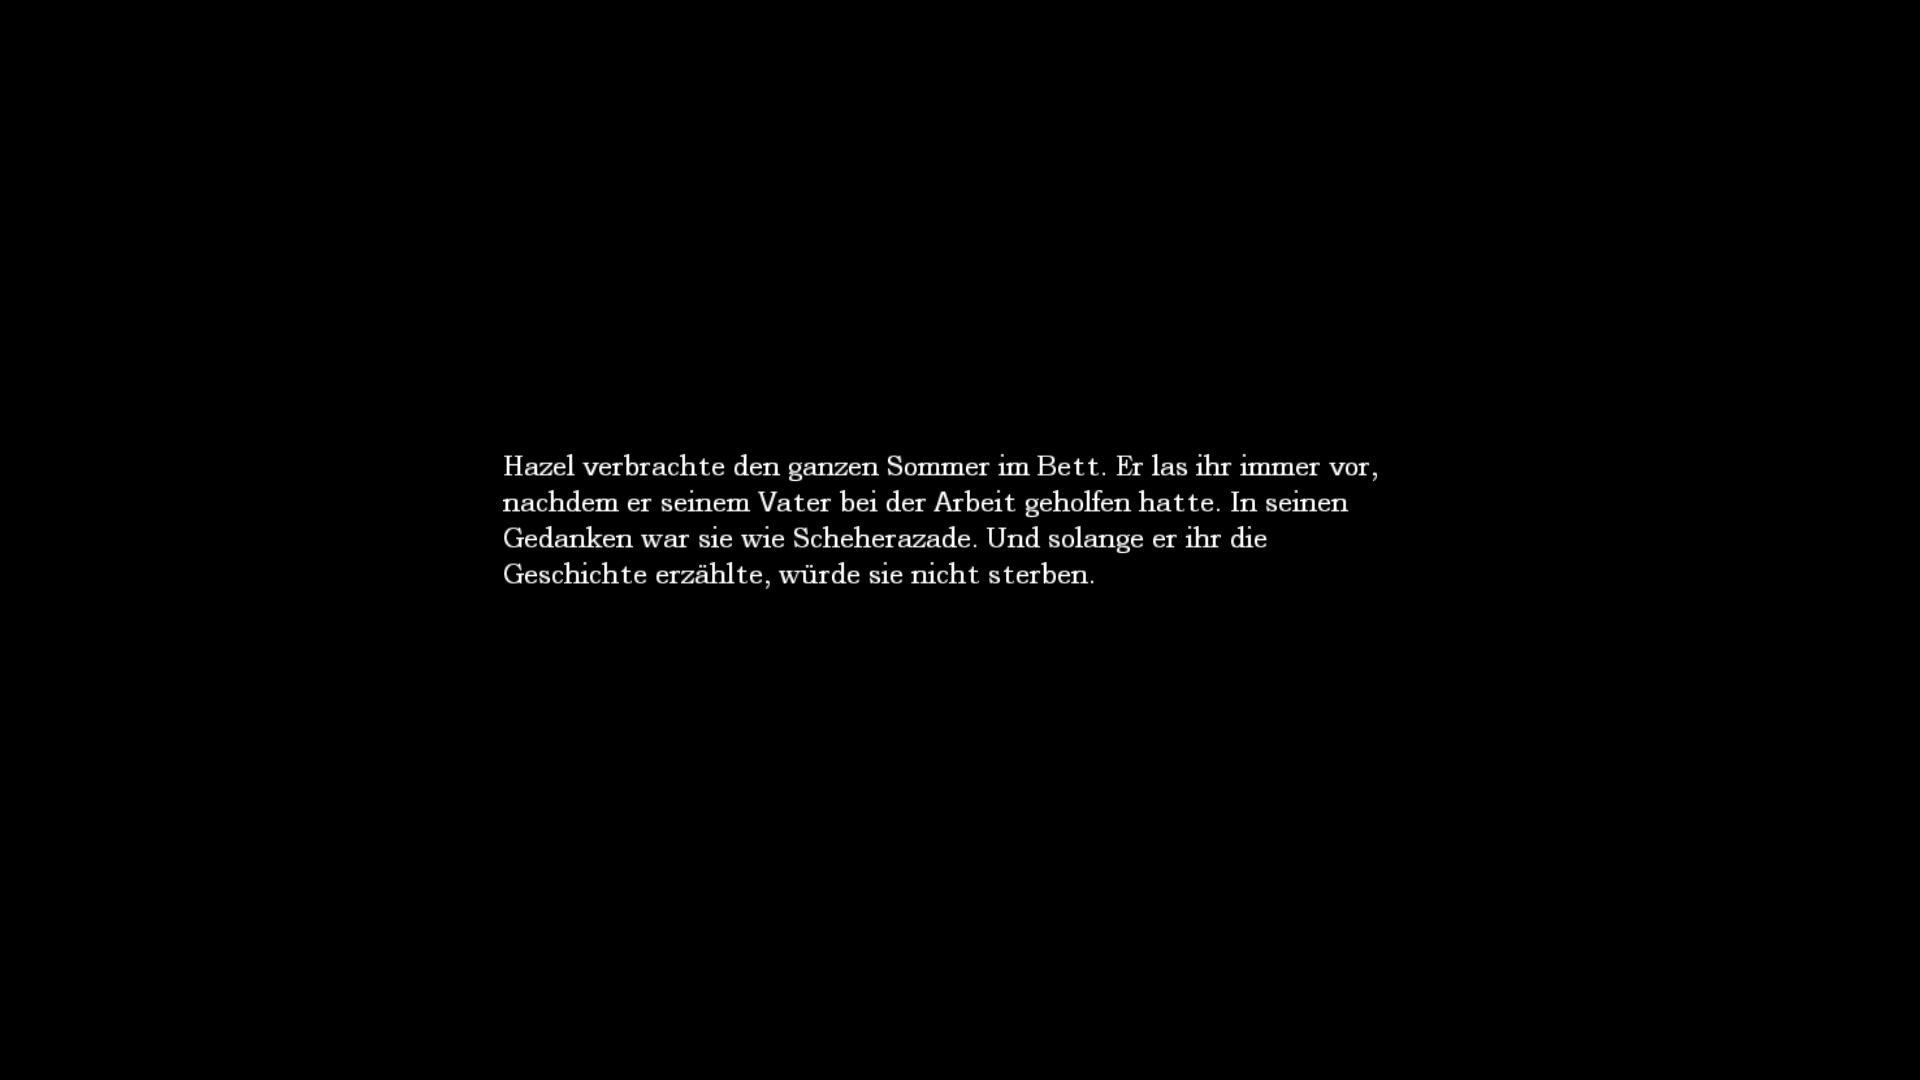 Hazel verbrachte den ganzen Sommer im Bett. Er las ihr immer vor,
nachdem er seinem Vater bei der Arbeit geholfen hatte. In seinen
Gedanken war sie wie Scheherazade. Und solange er ihr die
Geschichte erzählte, würde sie nicht sterben.